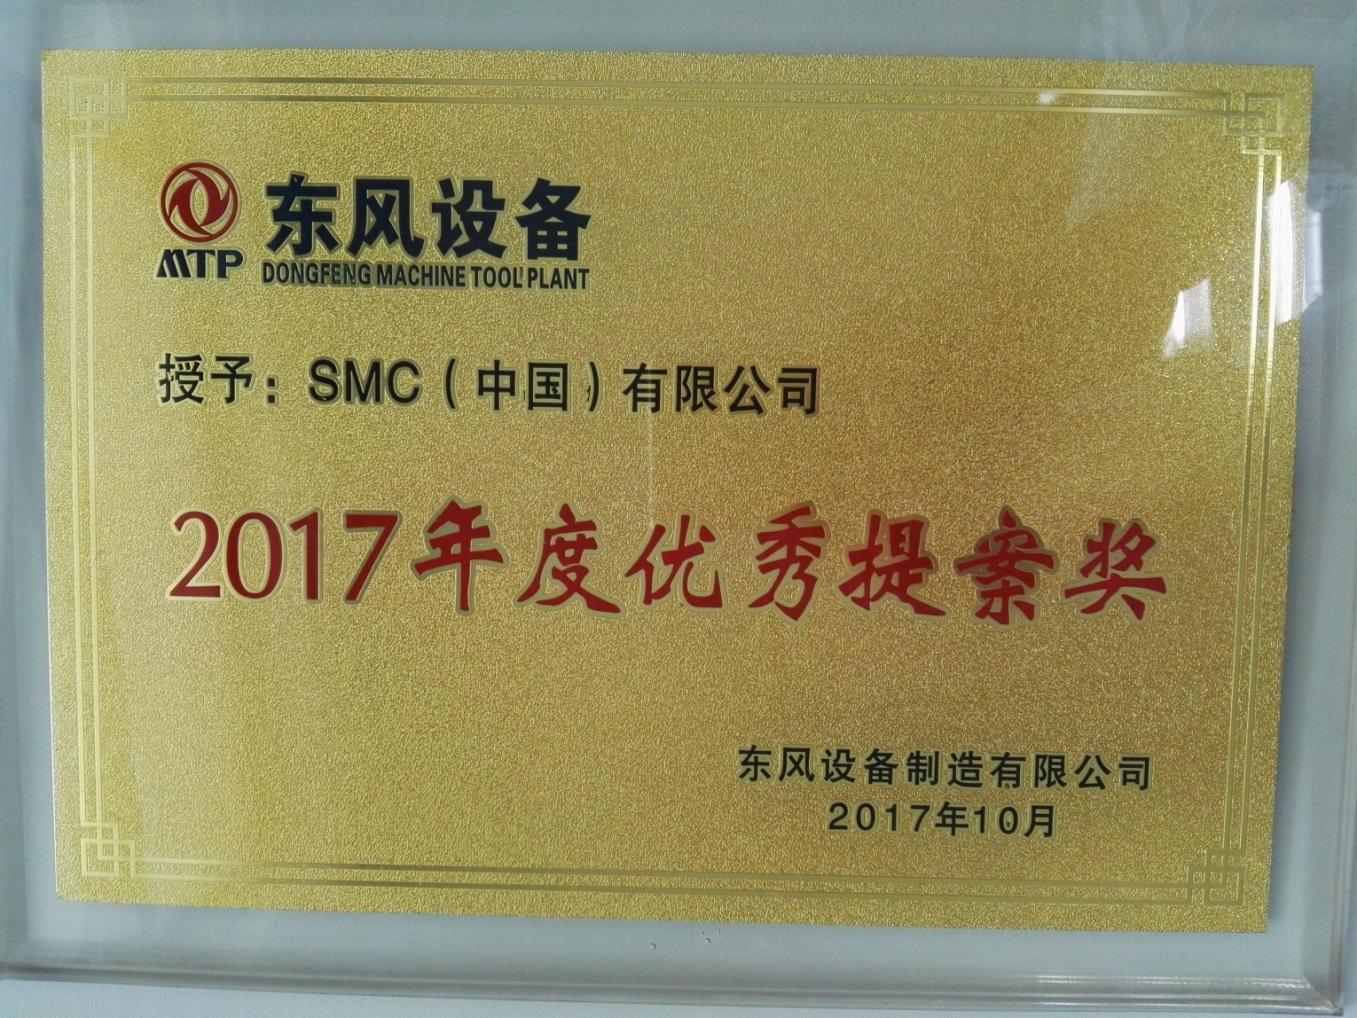 东风设备
MTP
DONGFENG MACHINE TOOL PLANT
授予：SMC（中国）有限公司
2017年度优秀提案奖
东风设备制造有限公司
2017年10月